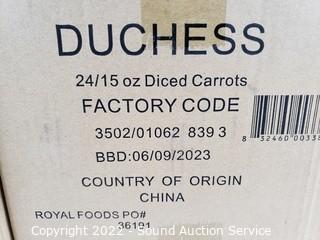 DUCHESS
24/15 oz Diced Carrots
FACTORY CODE
3502/01062 839 3
BBD:06/09/2023
COUNTRY OF ORIGIN
CHINA
ROYAL FOODS PO#
36191
Copyright 2022 - Sound Auction Service